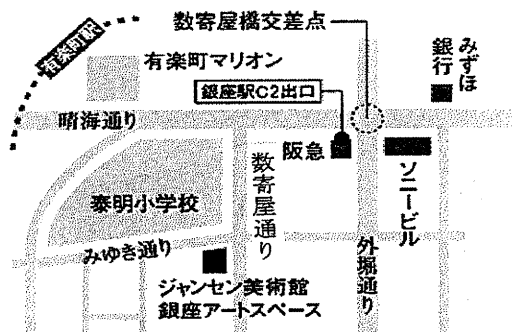 数寄屋橋交差点
有楽町駅
有楽町マリオン
みずほ
銀行
銀座駅C2出口
晴海通り
阪急
ソニービル
数寄屋通り
泰明小学校
みゆき通り
外堀通り
ジャンセン美術館
銀座アートスペース